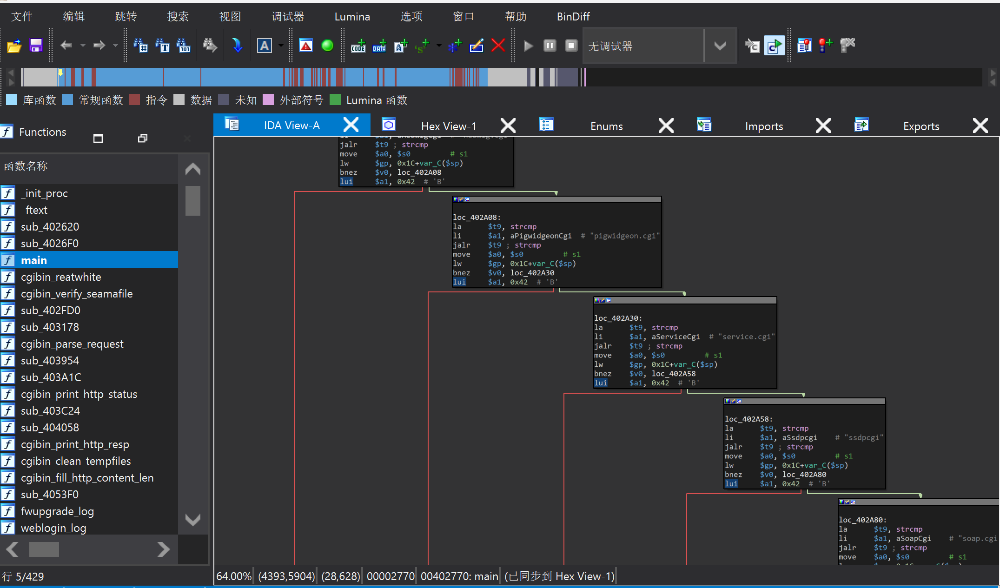 文件 编辑 跳转 搜索 视图 调试器 Lumina 选项 窗口 帮助 BinDiff
无调试器
库函数 常规函数 指令 数据 未知 外部符号 Lumina 函数
Functions
IDA View-A Hex View-1 Enums Imports Exports
函数名称
_init_proc
_ftext
sub_402620
sub_4026F0
main
cgibin_reatwhite
cgibin_verify_seamafile
sub_402FD0
sub_403178
cgibin_parse_request
sub_403954
sub_403A1C
cgibin_print_http_status
sub_403C24
sub_404058
cgibin_print_http_resp
cgibin_clean_tempfiles
cgibin_fill_http_content_len
sub_4053F0
fwupgrade_log
weblogin_log
行 5/429
jalr $t9 ; strcmp
move $a0, $s0 # s1
lw $gp, 0x1C+var_C($sp)
bnez $v0, loc_402A08
lui $a1, 0x42 # 'B'
loc_402A08:
la $t9, strcmp
li $a1, aPigwidgeonCgi # "pigwidgeon.cgi"
jalr $t9 ; strcmp
move $a0, $s0 # s1
lw $gp, 0x1C+var_C($sp)
bnez $v0, loc_402A30
lui $a1, 0x42 # 'B'
loc_402A30:
la $t9, strcmp
li $a1, aServiceCgi # "service.cgi"
jalr $t9 ; strcmp
move $a0, $s0 # s1
lw $gp, 0x1C+var_C($sp)
bnez $v0, loc_402A58
lui $a1, 0x42 # 'B'
loc_402A58:
la $t9, strcmp
li $a1, aSsdpcgi # "ssdpcgi"
jalr $t9 ; strcmp
move $a0, $s0 # s1
lw $gp, 0x1C+var_C($sp)
bnez $v0, loc_402A80
lui $a1, 0x42 # 'B'
loc_402A80:
la $t9, strcmp
li $a1, aSoapCgi # "soap.cgi
jalr $t9 ; strcmp
move $a0, $s0 # s1
64.00% (4393,5904) (28,628) 00002770 00402770: main (已同步到 Hex View-1)